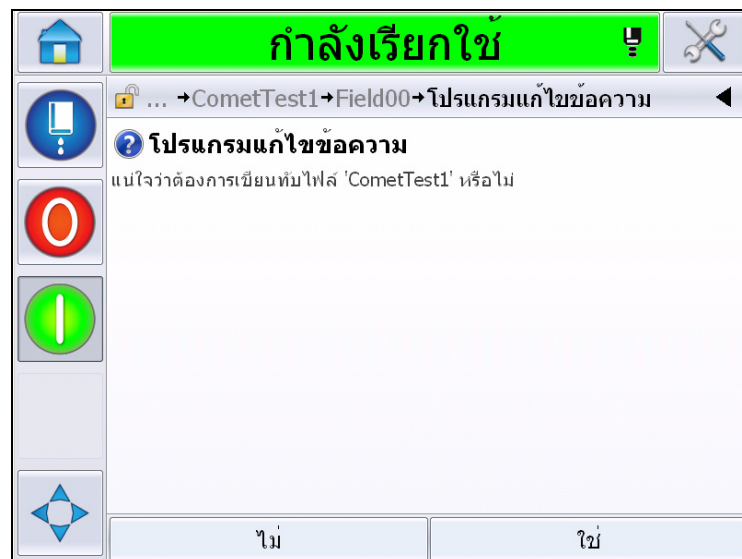 กำลังเรียกใช้
... →CometTest1→Field00→โปรแกรมแก้ไขข้อความ
โปรแกรมแก้ไขข้อความ
แน่ใจว่าต้องการเขียนทับไฟล์ 'CometTest1' หรือไม่
ไม่
ใช่